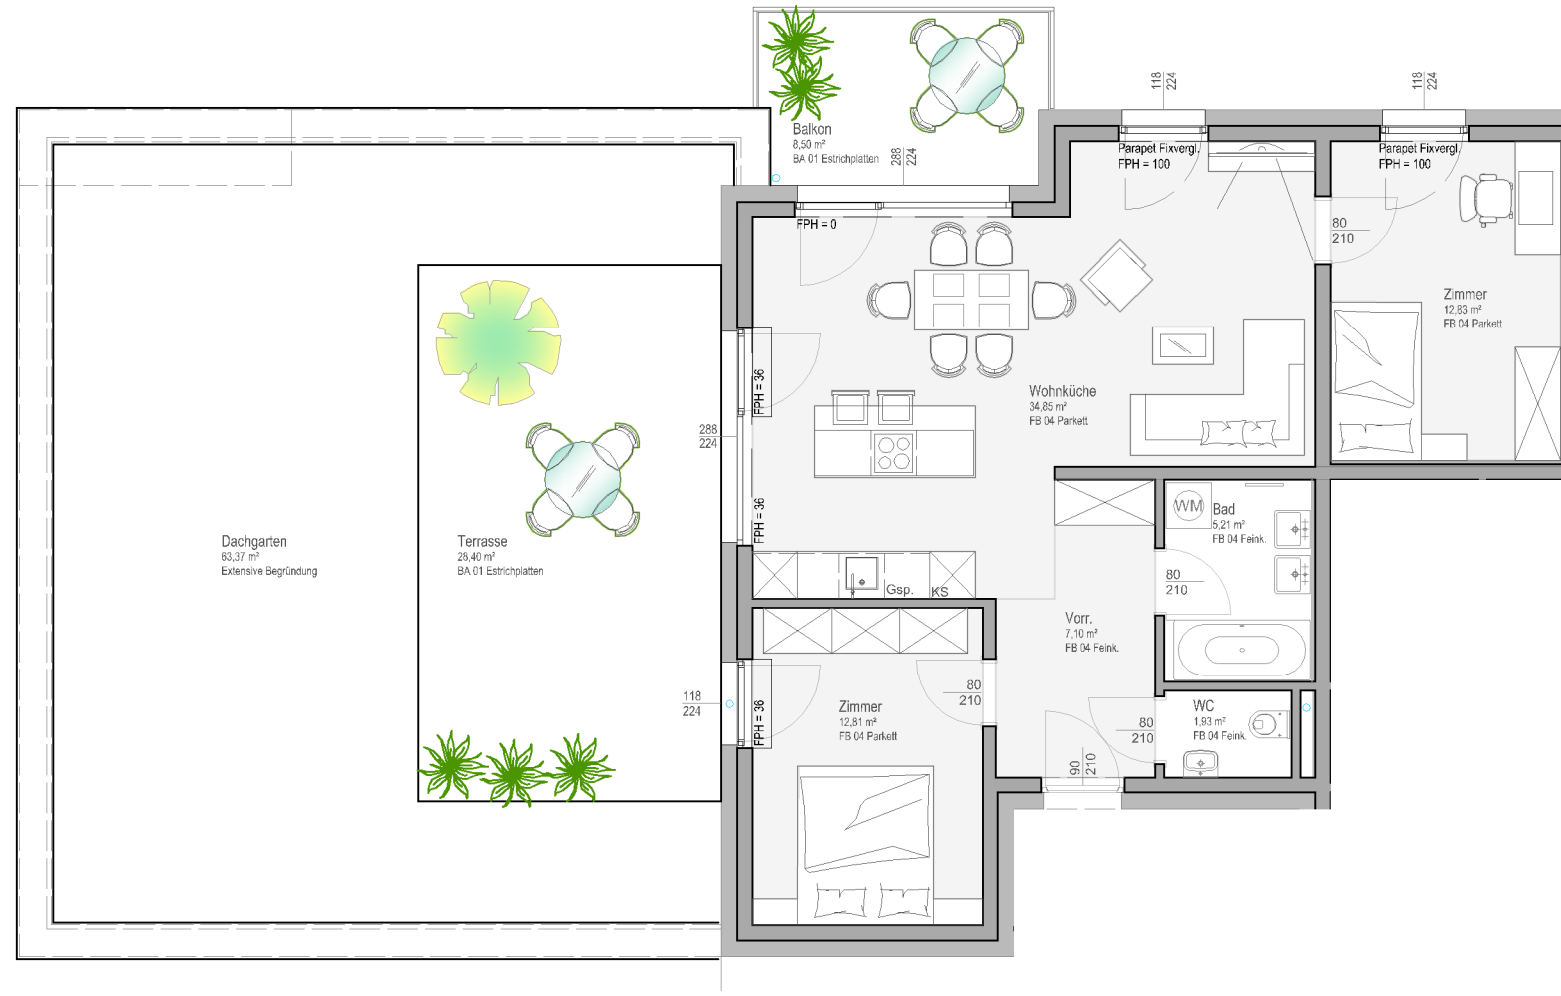 118
224
118
224
Balkon
8,50 m²
BA 01 Estrichplatten
288
224
Parapet Fixvergl.
FPH = 100
Parapet Fixvergl.
FPH = 100
FPH = 0
80
210
Zimmer
12,83 m²
FB 04 Parkett
FPH = 36
Wohnküche
34,85 m²
FB 04 Parkett
288
224
FPH = 36
WM
Bad
5,21 m²
FB 04 Feink.
Dachgarten
63,37 m²
Extensive Begründung
Terrasse
28,40 m²
BA 01 Estrichplatten
Gsp.
KS
80
210
Vorr.
7,10 m²
FB 04 Feink.
118
224
FPH = 36
80
210
Zimmer
12,81 m²
FB 04 Parkett
WC
1,93 m²
FB 04 Feink.
80
210
90
210